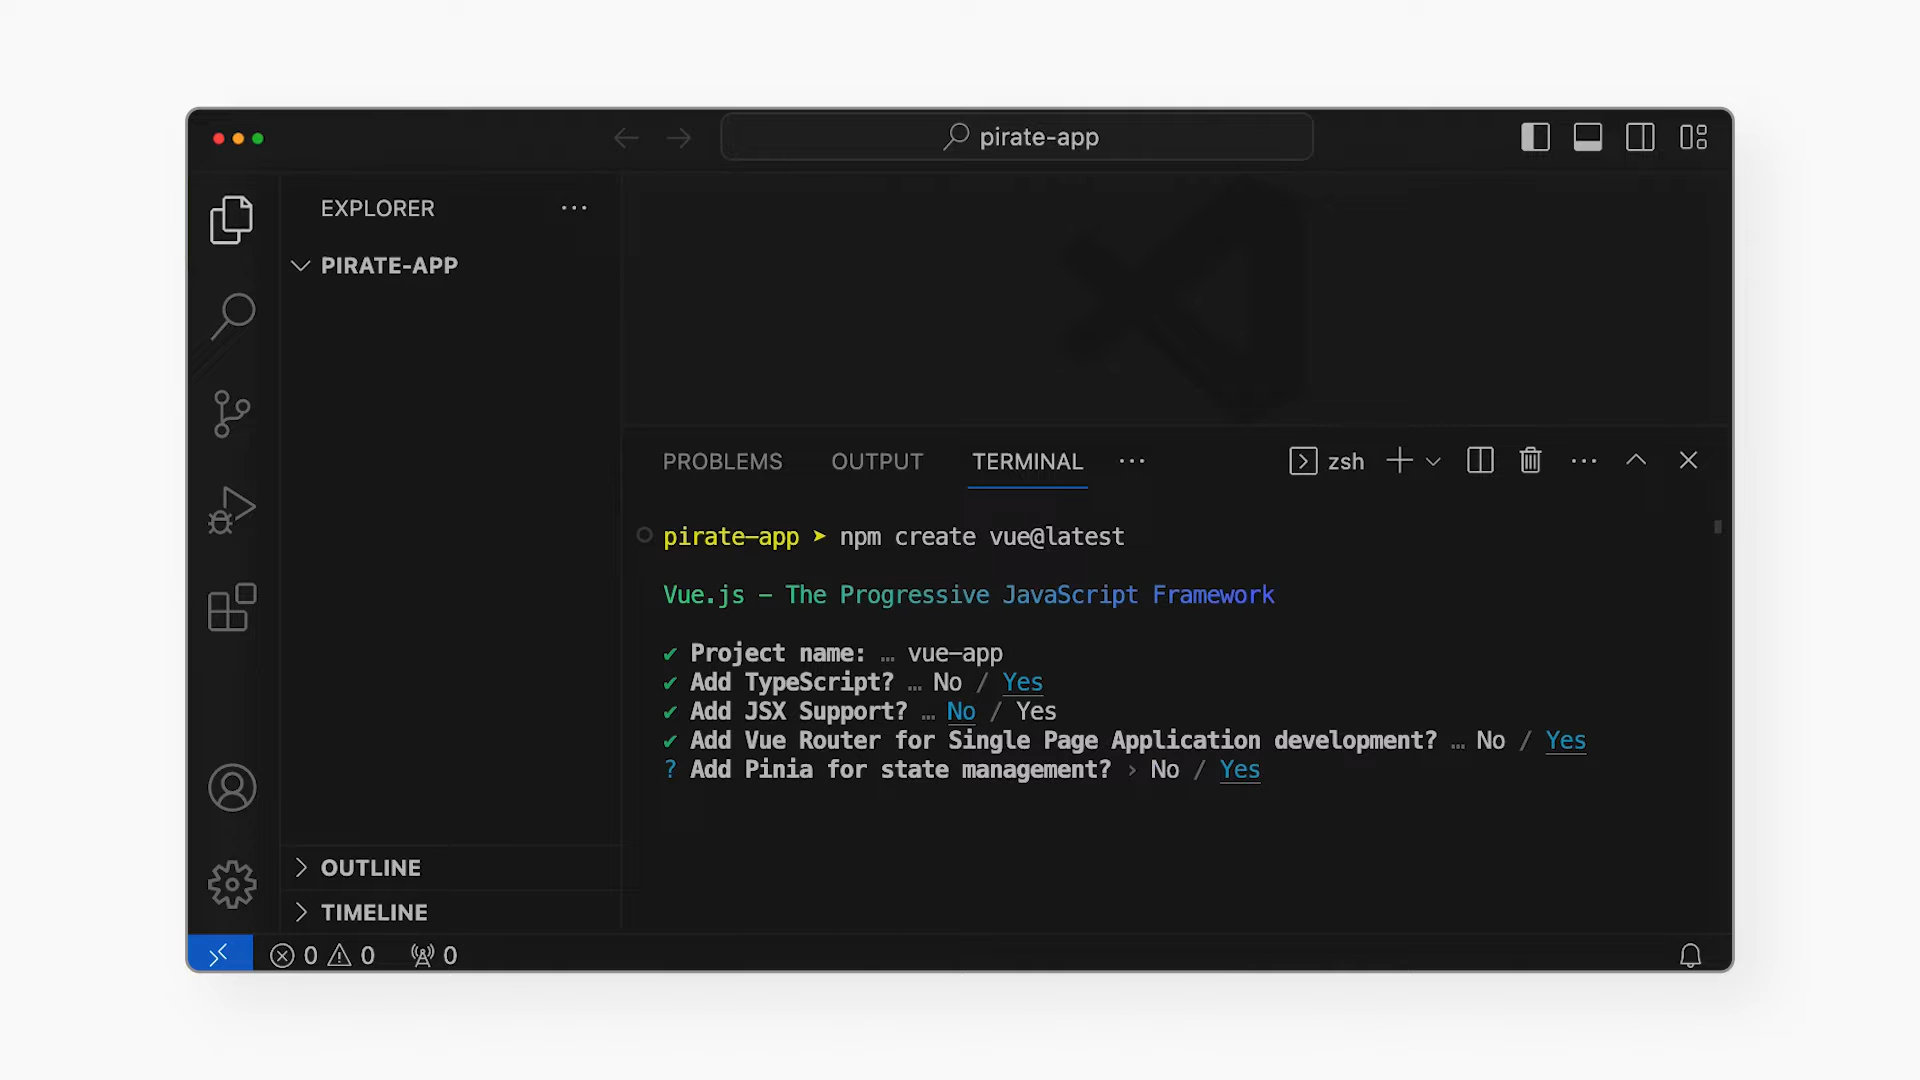 pirate-app
EXPLORER
PIRATE-APP
PROBLEMS OUTPUT TERMINAL ··· zsh
pirate-app ➤ npm create vue@latest
Vue.js - The Progressive JavaScript Framework
✔ Project name: … vue-app
✔ Add TypeScript? … No / Yes
✔ Add JSX Support? … No / Yes
✔ Add Vue Router for Single Page Application development? … No / Yes
? Add Pinia for state management? › No / Yes
OUTLINE
TIMELINE
0 0 0